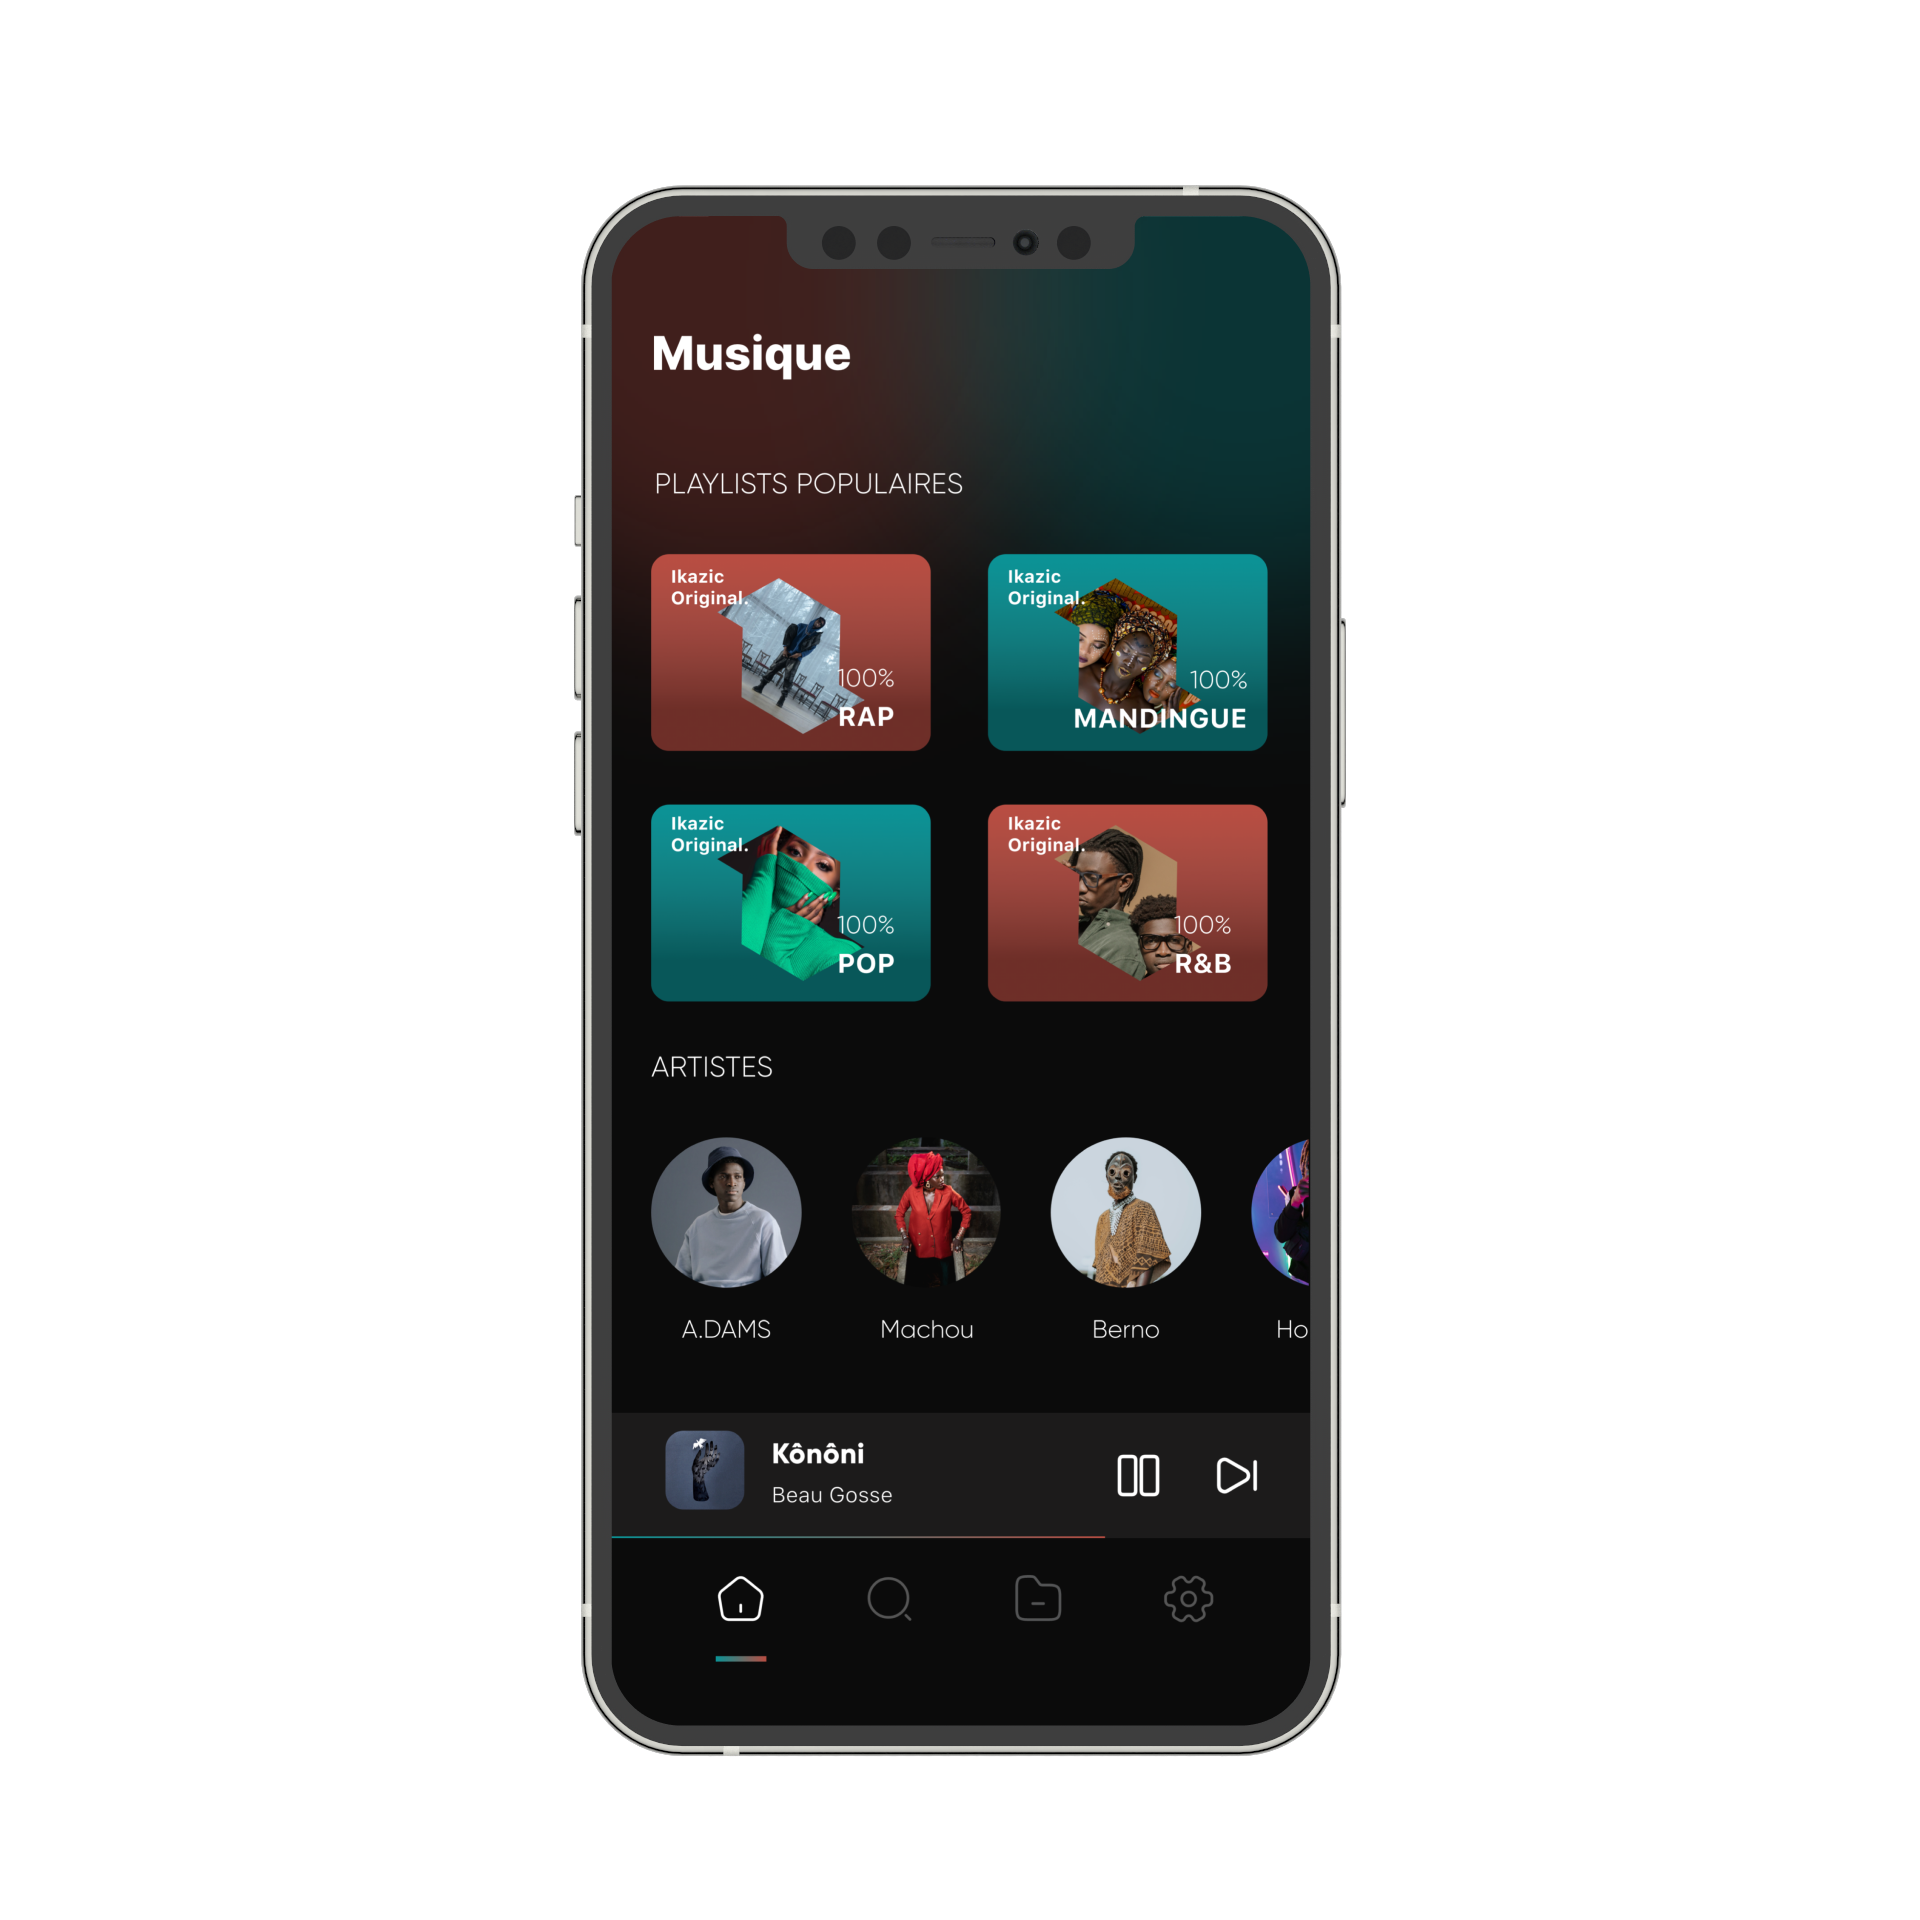 Musique
PLAYLISTS POPULAIRES
Ikazic
Original.
100%
RAP
Ikazic
Original.
100%
MANDINGUE
Ikazic
Original.
100%
POP
Ikazic
Original.
100%
R&B
ARTISTES
A.DAMS
Machou
Berno
Ho
Kônôni
Beau Gosse